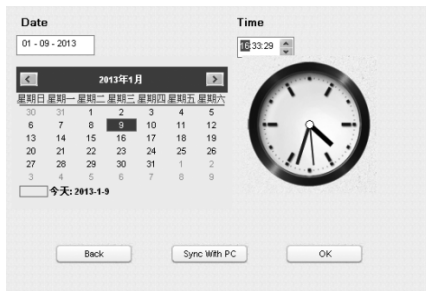 Date
Time
01 - 09 - 2013
16:33:29
2013年1月
星期日 星期一 星期二 星期三 星期四 星期五 星期六
30 31 1 2 3 4 5
6 7 8 9 10 11 12
13 14 15 16 17 18 19
20 21 22 23 24 25 26
27 28 29 30 31 1 2
3 4 5 6 7 8 9
今天: 2013-1-9
Back
Sync With PC
OK